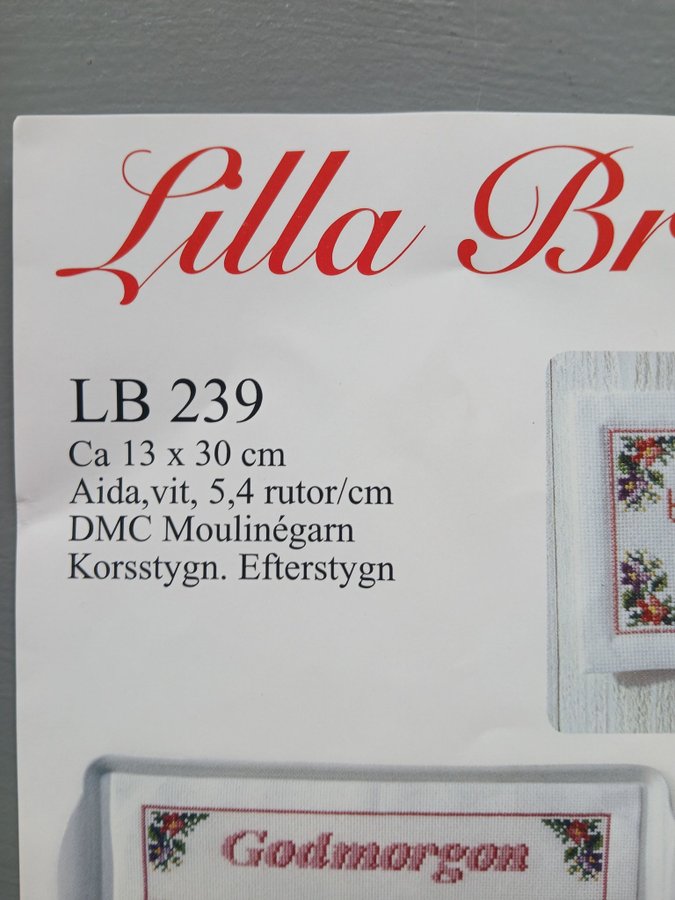 Lilla Br
LB 239
Ca 13 x 30 cm
Aida,vit, 5,4 rutor/cm
DMC Moulinégarn
Korsstygn. Efterstygn
Godmorgon